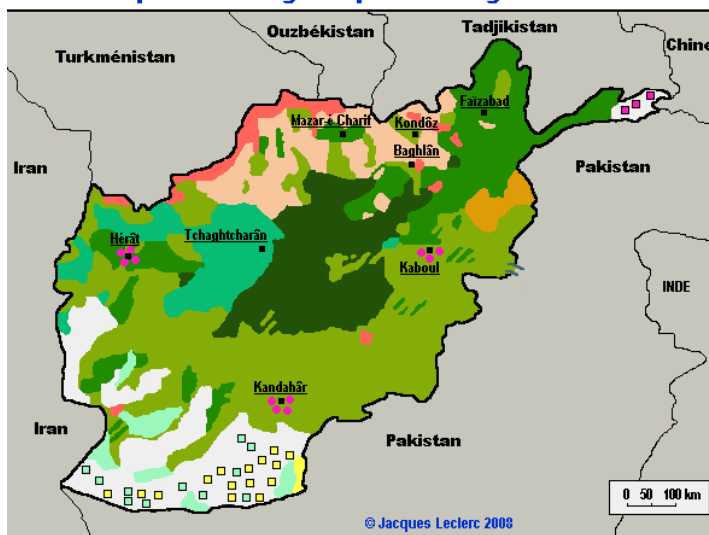 Ouzbékistan
Tadjikistan
Chine
Turkménistan
Faïzabad
Mazar-é Charif
Kondôz
Baghlân
Iran
Pakistan
Hérât
Tchaghtcharân
Kaboul
INDE
Kandahâr
Iran
Pakistan
0 50 100 km
© Jacques Leclerc 2008